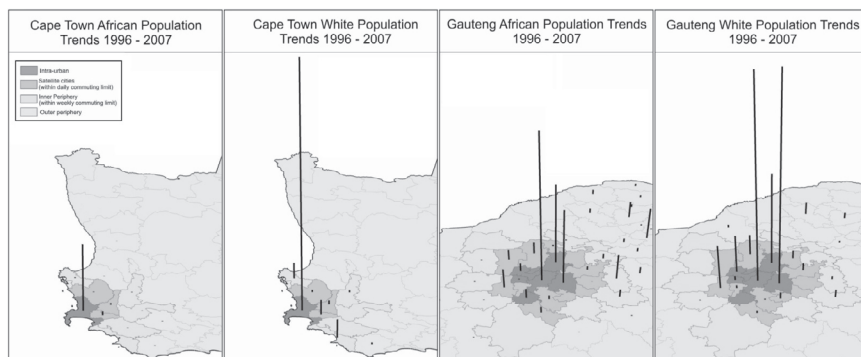 Cape Town African Population
Trends 1996 - 2007
Intra-urban
Satellite cities
(within daily commuting limit)
Inner Periphery
(within weekly commuting limit)
Outer periphery
Cape Town White Population
Trends 1996 - 2007
Gauteng African Population Trends
1996 - 2007
Gauteng White Population Trends
1996 - 2007